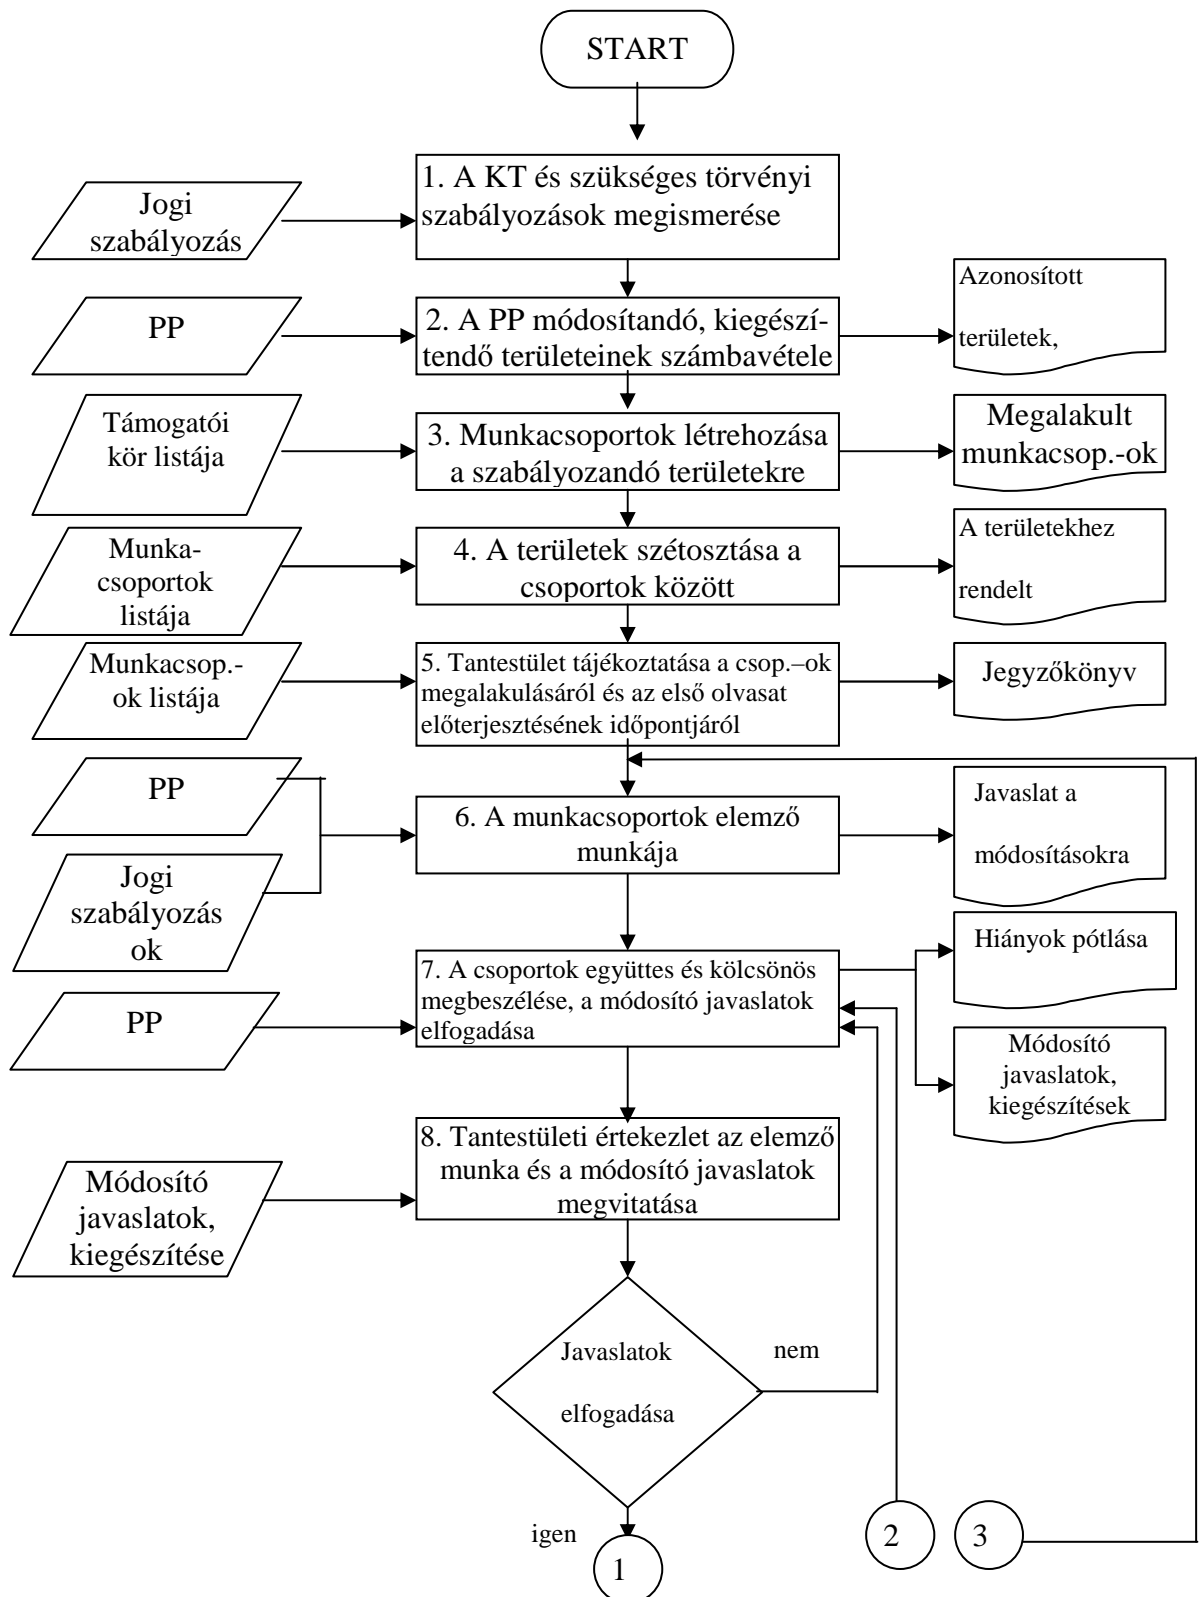 START
Jogi
szabályozás
1. A KT és szükséges törvényi
szabályozások megismerése
PP
2. A PP módosítandó, kiegészí-
tendő területeinek számbavétele
Azonosított
területek,
Támogatói
kör listája
3. Munkacsoportok létrehozása
a szabályozandó területekre
Megalakult
munkacsop.-ok
Munka-
csoportok
listája
4. A területek szétosztása a
csoportok között
A területekhez
rendelt
Munkacsop.-
ok listája
5. Tantestület tájékoztatása a csop.–ok
megalakulásáról és az első olvasat
előterjesztésének időpontjáról
Jegyzőkönyv
PP
Jogi
szabályozás
ok
6. A munkacsoportok elemző
munkája
Javaslat a
módosításokra
PP
7. A csoportok együttes és kölcsönös
megbeszélése, a módosító javaslatok
elfogadása
Hiányok pótlása
Módosító
javaslatok,
kiegészítések
Módosító
javaslatok,
kiegészítése
8. Tantestületi értekezlet az elemző
munka és a módosító javaslatok
megvitatása
Javaslatok
elfogadása
nem
igen
1
2
3